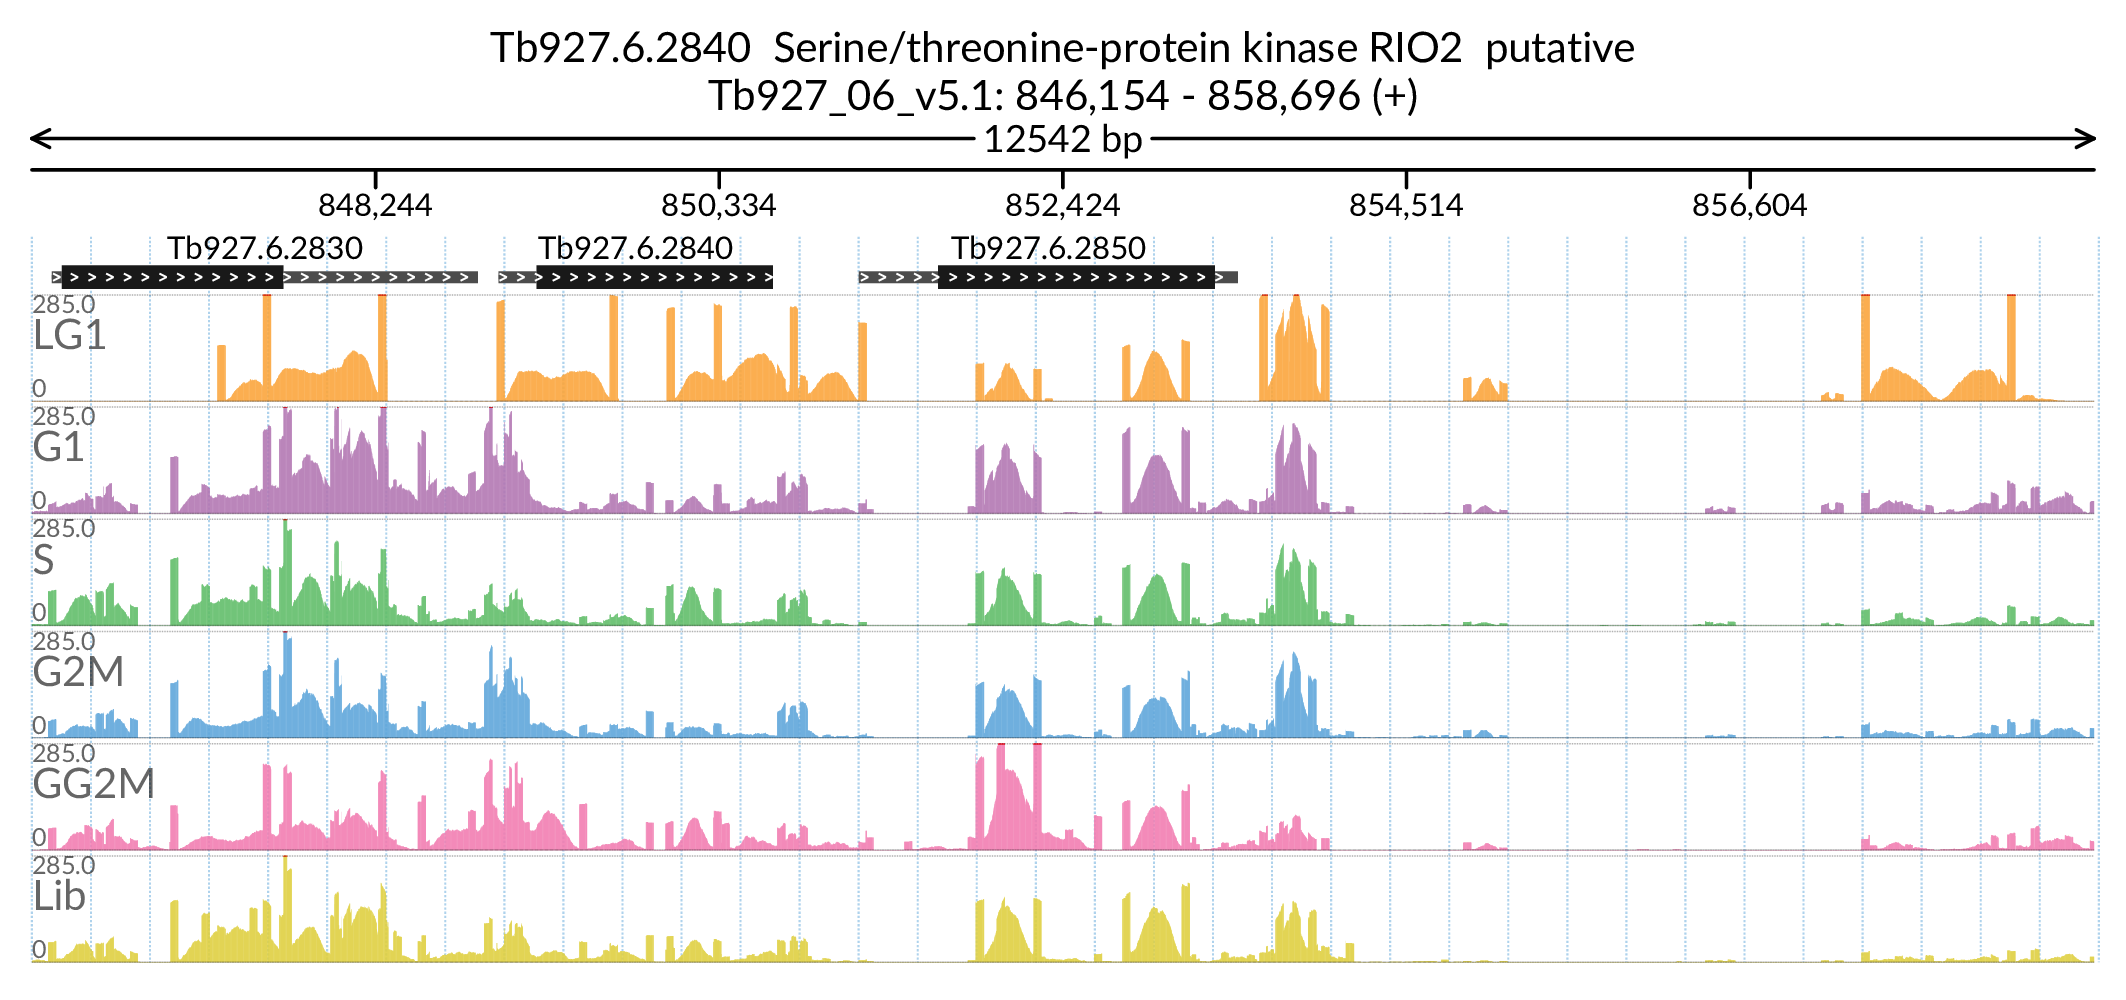 Tb927.6.2840 Serine/threonine-protein kinase RIO2 putative
Tb927_06_v5.1: 846,154 - 858,696 (+)
12542 bp
848,244 850,334 852,424 854,514 856,604
Tb927.6.2830 Tb927.6.2840 Tb927.6.2850
285.0
LG1
0
285.0
G1
0
285.0
S
0
285.0
G2M
0
285.0
GG2M
0
285.0
Lib
0